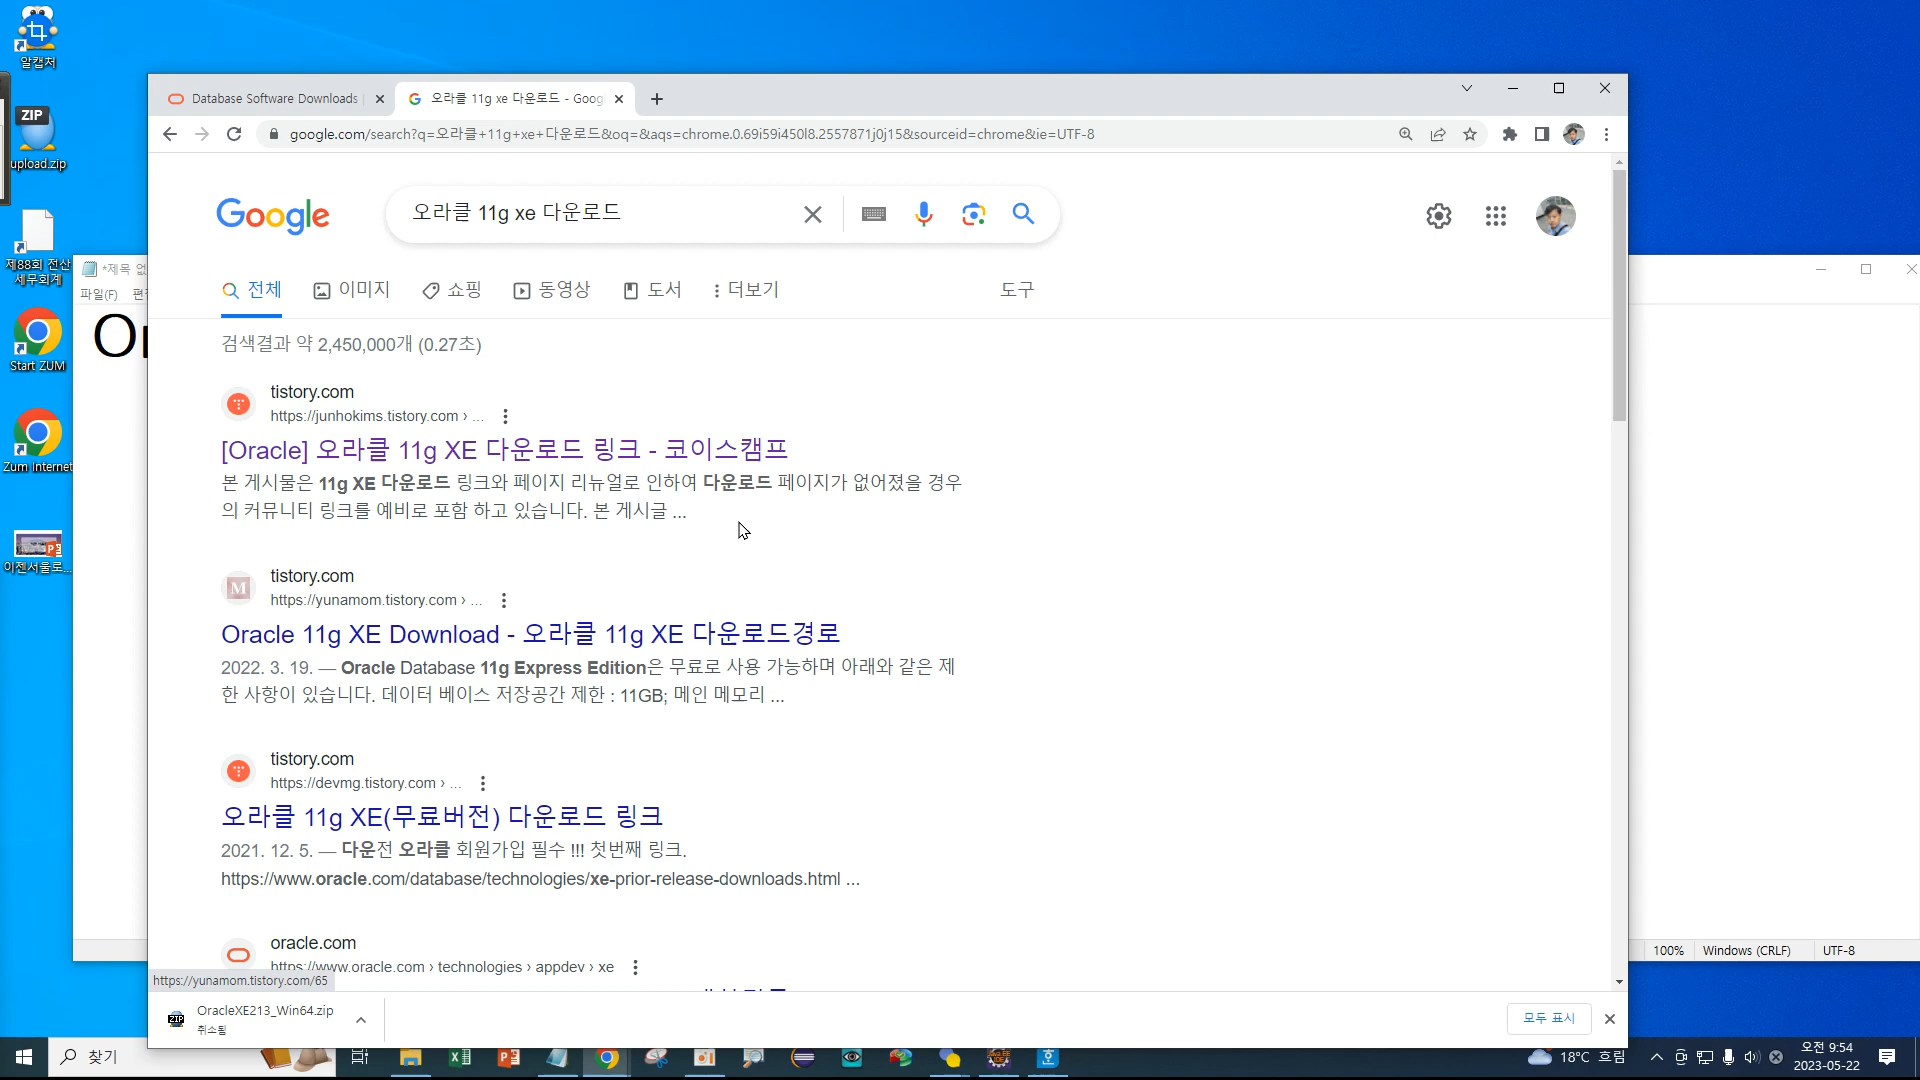 알캡처
ZIP
upload.zip
제88회 전산
세무회계
Start ZUM
Zum Internet
이젠서울로...
*제목 없
파일(F)
Database Software Downloads
오라클 11g xe 다운로드 - Goog
google.com/search?q=오라클+11g+xe+다운로드&oq=&aqs=chrome.0.69i59i450l8.2557871j0j15&sourceid=chrome&ie=UTF-8
Google
오라클 11g xe 다운로드
전체
이미지
쇼핑
동영상
도서
더보기
도구
검색결과 약 2,450,000개 (0.27초)
tistory.com
https://junhokims.tistory.com › ...
[Oracle] 오라클 11g XE 다운로드 링크 - 코이스캠프
본 게시물은 11g XE 다운로드 링크와 페이지 리뉴얼로 인하여 다운로드 페이지가 없어졌을 경우
의 커뮤니티 링크를 예비로 포함 하고 있습니다. 본 게시글 ...
M
tistory.com
https://yunamom.tistory.com › ...
Oracle 11g XE Download - 오라클 11g XE 다운로드경로
2022. 3. 19. — Oracle Database 11g Express Edition은 무료로 사용 가능하며 아래와 같은 제
한 사항이 있습니다. 데이터 베이스 저장공간 제한 : 11GB; 메인 메모리 ...
tistory.com
https://devmg.tistory.com › ...
오라클 11g XE(무료버전) 다운로드 링크
2021. 12. 5. — 다운전 오라클 회원가입 필수 !!! 첫번째 링크.
https://www.oracle.com/database/technologies/xe-prior-release-downloads.html ...
oracle.com
https://www.oracle.com › technologies › appdev › xe
https://yunamom.tistory.com/65
ZIP
OracleXE213_Win64.zip
취소됨
모두 표시
100%
Windows (CRLF)
UTF-8
찾기
18°C 흐림
오전 9:54
2023-05-22